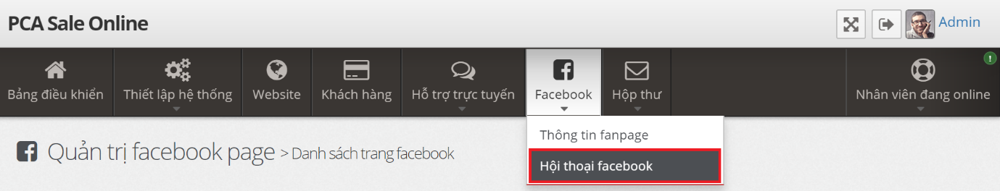 PCA Sale Online
Admin
Bảng điều khiển
Thiết lập hệ thống
Website
Khách hàng
Hỗ trợ trực tuyến
Facebook
Hộp thư
Nhân viên đang online
Thông tin fanpage
Hội thoại facebook
Quản trị facebook page > Danh sách trang facebook